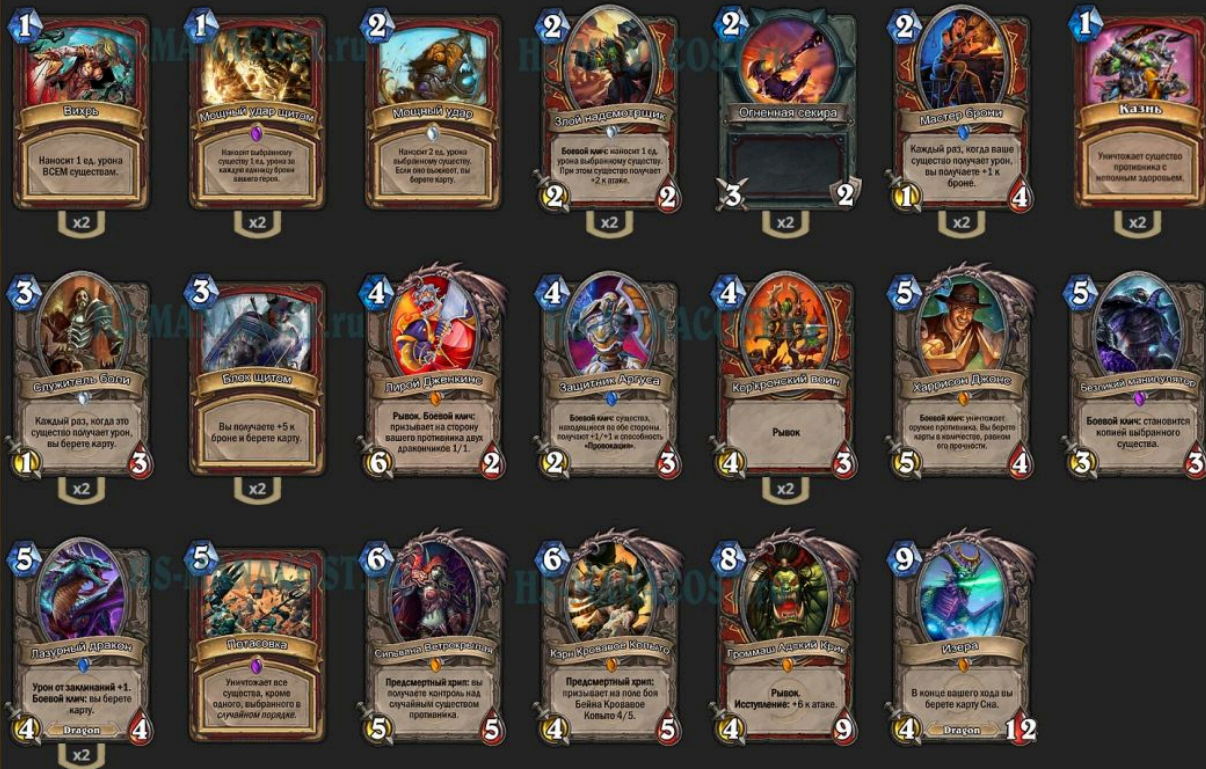 1
Вихрь
Наносит 1 ед. урона
ВСЕМ существам.
x2
1
Мощный удар щитом
Наносит выбранному
существу 1 ед. урона за
каждую единицу брони
вашего героя.
x2
2
Мощный удар
Наносит 2 ед. урона
выбранному существу.
Если оно выживет, вы
берете карту.
2
Злой надсмотрщик
Боевой клич: наносит 1 ед.
урона выбранному существу.
При этом существо получает
+2 к атаке.
2
2
x2
2
Огненная секира
3
2
x2
2
Мастер брони
Каждый раз, когда ваше
существо получает урон,
вы получаете +1 к
броне.
1
4
x2
1
Казнь
Уничтожает существо
противника с
неполным здоровьем.
x2
3
Служитель боли
Каждый раз, когда это
существо получает урон,
вы берете карту.
1
3
x2
3
Блок щитом
Вы получаете +5 к
броне и берете карту.
x2
4
Лирой Дженкинс
Рывок. Боевой клич:
призывает на сторону
вашего противника двух
дракончиков 1/1.
6
2
4
Защитник Аргуса
Боевой клич: существа,
находящиеся по обе стороны,
получают +1/+1 и способность
«Провокация».
2
3
4
Кор'кронский воин
Рывок
4
3
x2
5
Харрисон Джонс
Боевой клич: уничтожает
оружие противника. Вы берете
карты в количестве, равном
его прочности.
5
4
5
Безликий манипулятор
Боевой клич: становится
копией выбранного
существа.
3
3
5
Лазурный дракон
Урон от заклинаний +1.
Боевой клич: вы берете
карту.
4
Dragon
4
x2
5
Потасовка
Уничтожает все
существа, кроме
одного, выбранного в
случайном порядке.
6
Сильвана Ветрокрылая
Предсмертный хрип: вы
получаете контроль над
случайным существом
противника.
5
5
6
Кэрн Кровавое Копыто
Предсмертный хрип:
призывает на поле боя
Бейна Кровавое
Копыто 4/5.
4
5
8
Громмаш Адский Крик
Рывок.
Исступление: +6 к атаке.
4
9
9
Изера
В конце вашего хода вы
берете карту Сна.
4
Dragon
12